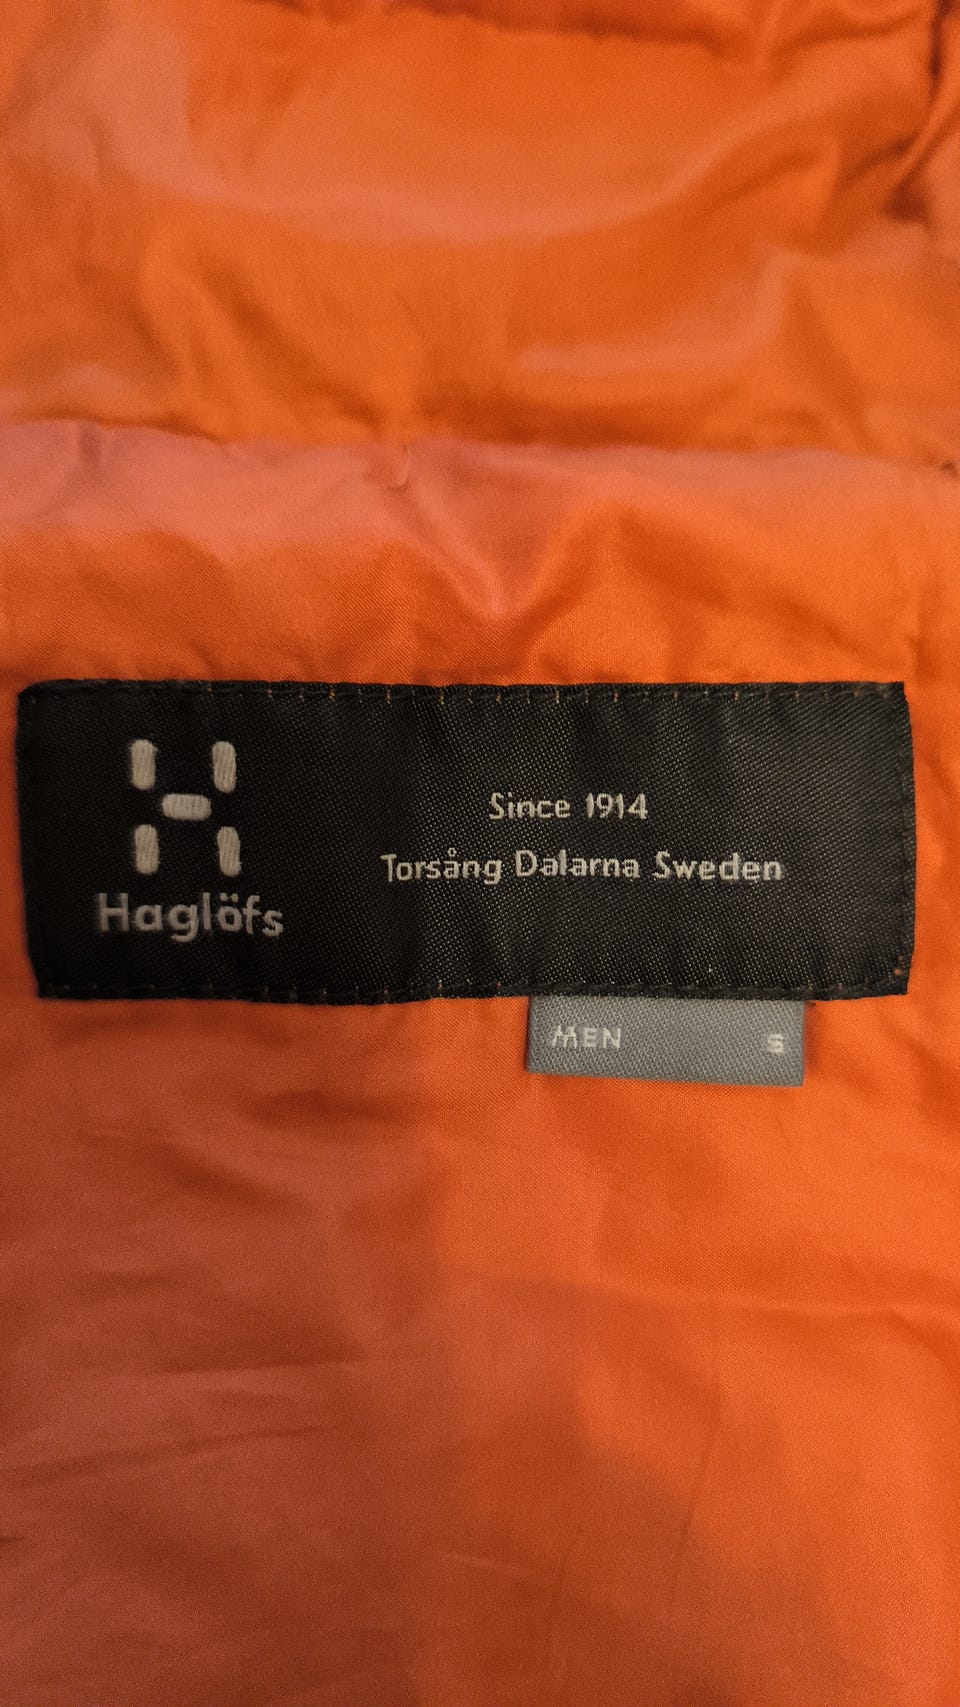 Haglöfs
Since 1914
Torsång Dalarna Sweden
MEN S